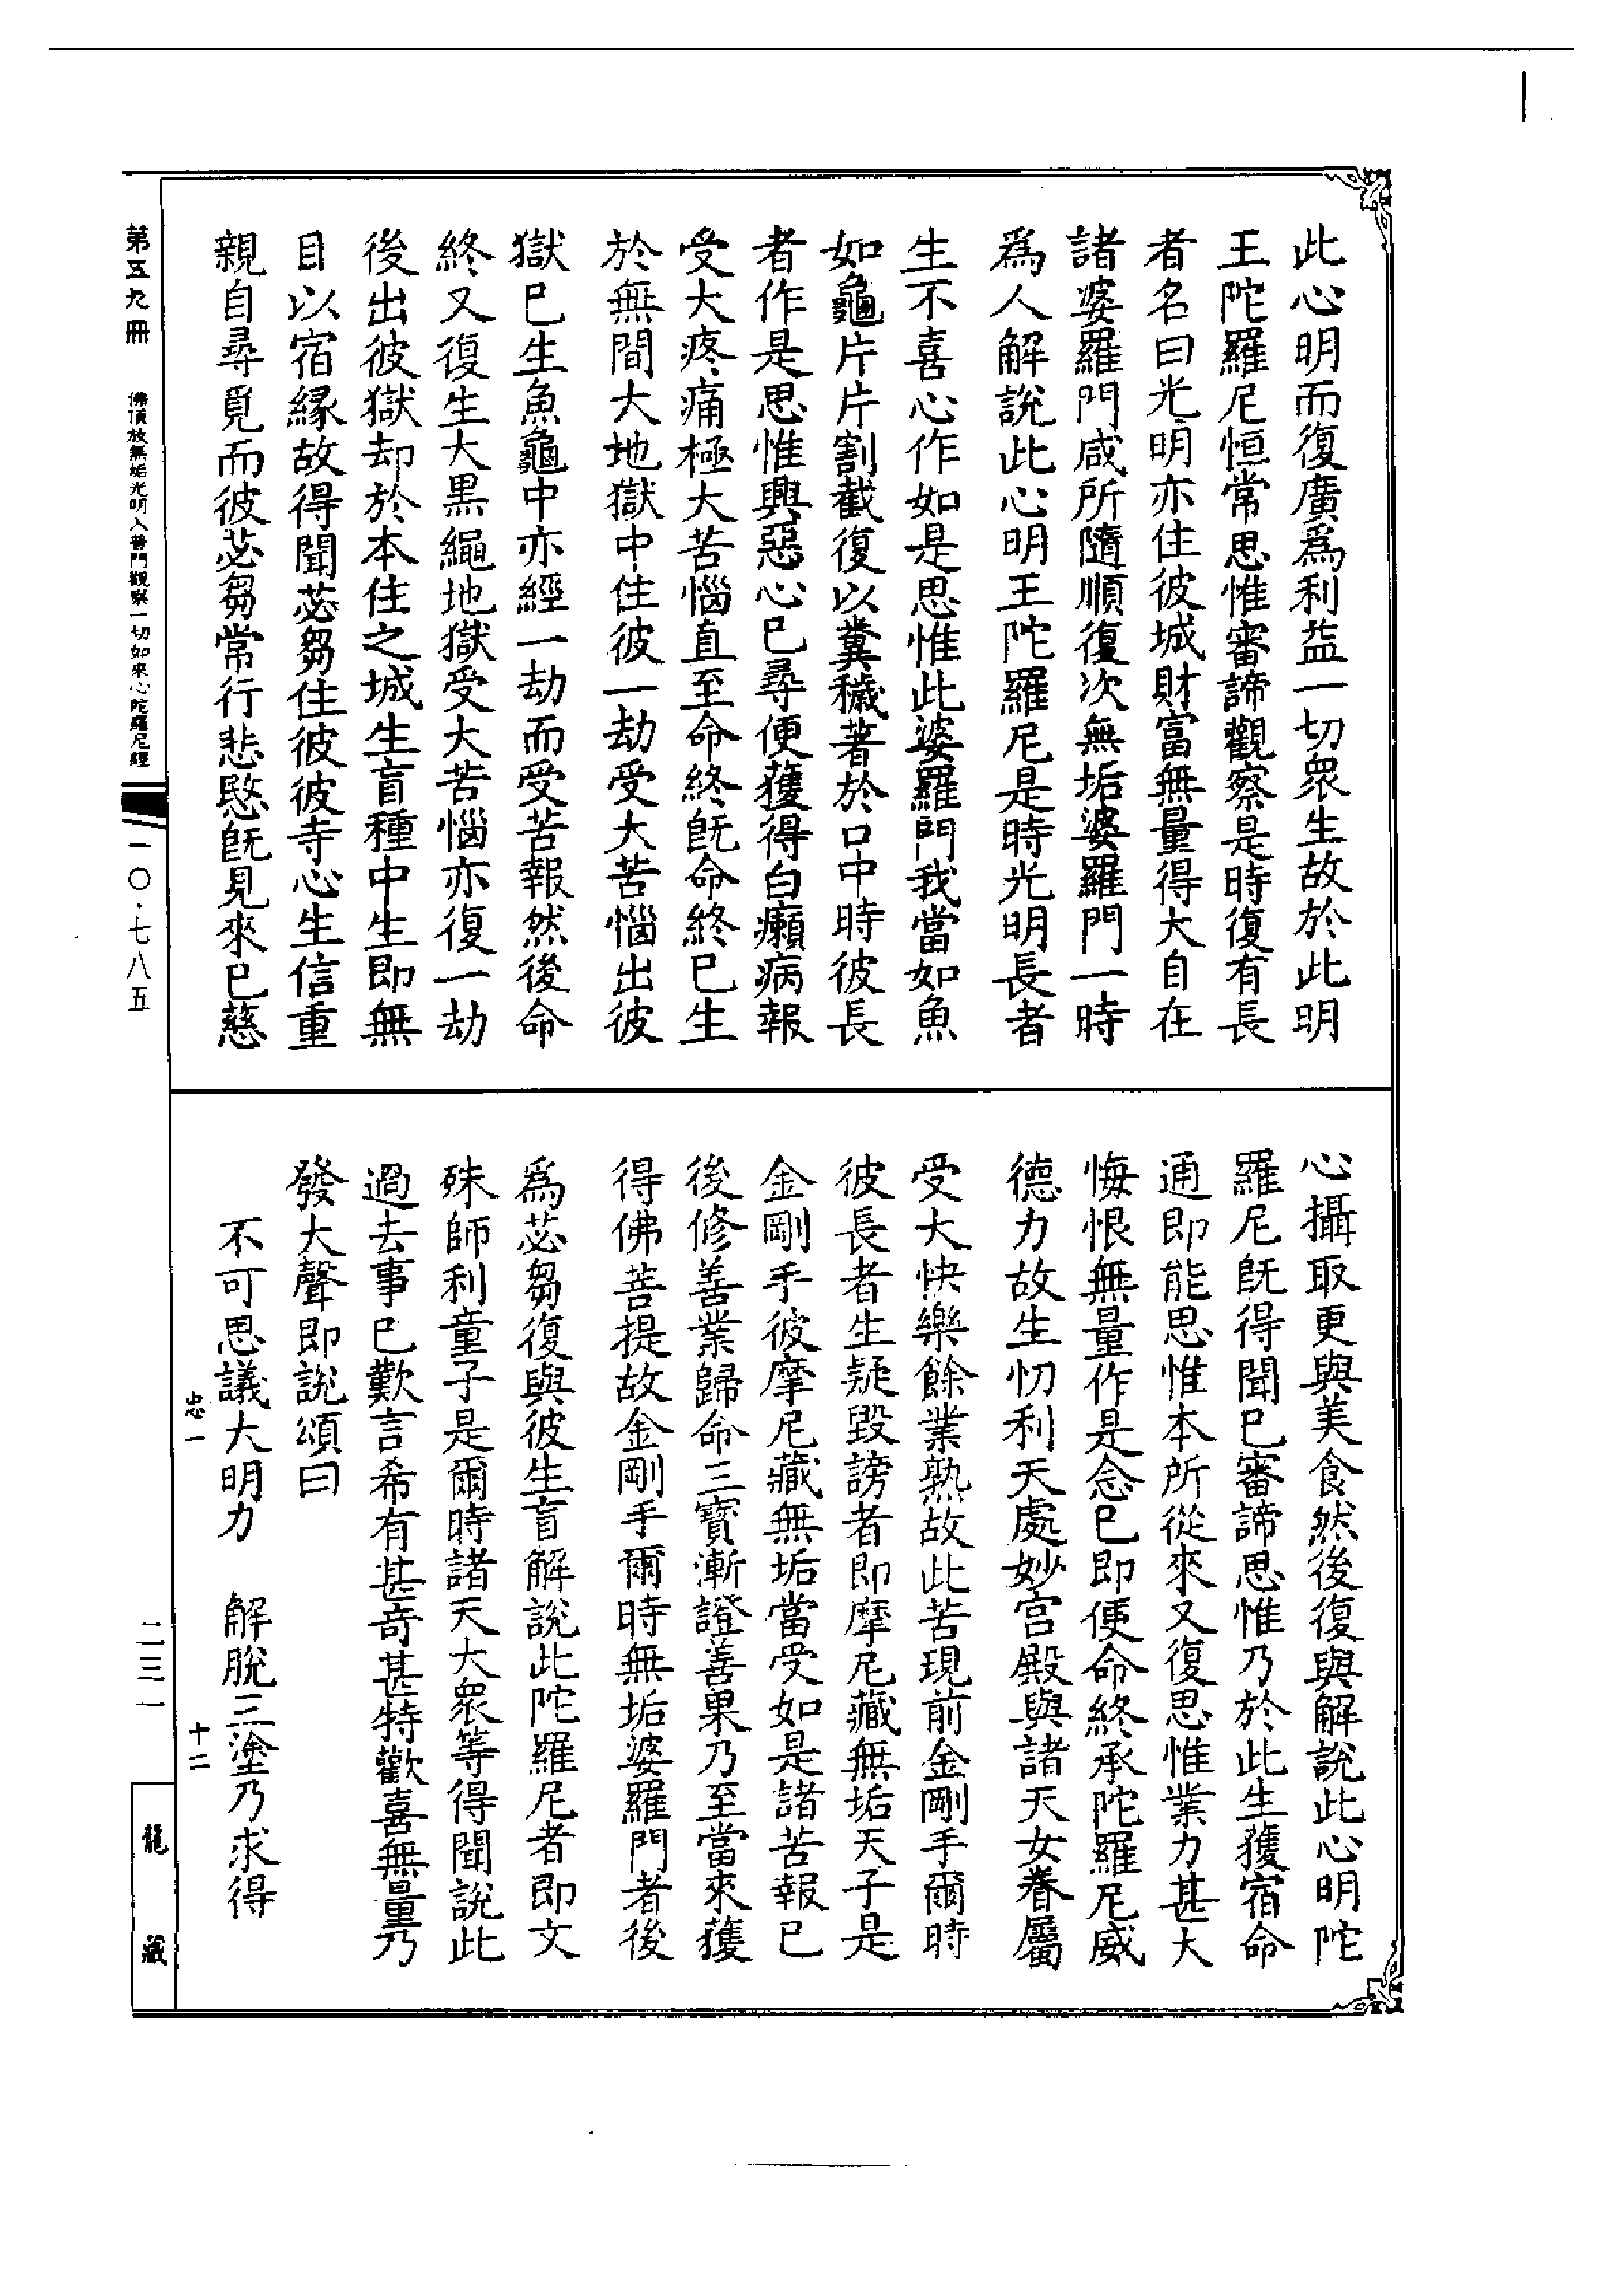 此心明而復廣爲利益一切衆生故於此明
王陀羅尼恒常思惟審諦觀察是時復有長
者名曰光明亦住彼城財富無量得大自在
諸婆羅門咸所隨順復次無垢婆羅門一時
爲人解說此心明王陀羅尼是時光明長者
生不喜心作如是思惟此婆羅門我當如魚
如龜片片割截復以糞穢著於口中時彼長
者作是思惟興惡心已尋便獲得白癩病報
受大疼痛極大苦惱直至命終旣命終已生
於無間大地獄中住彼一劫受大苦惱出彼
獄已生魚龜中亦經一劫而受苦報然後命
終又復生大黑繩地獄受大苦惱亦復一劫
後出彼獄却於本住之城生盲種中生即無
目以宿緣故得聞苾芻住彼彼寺心生信重
親自尋覓而彼苾芻常行悲愍旣見來已慈
心攝取更與美食然後復與解說此心明陀
羅尼旣得聞已審諦思惟乃於此生獲宿命
通即能思惟本所從來又復思惟業力甚大
悔恨無量作是念已即便命終承陀羅尼威
德力故生忉利天處妙宮殿與諸天女眷屬
受大快樂餘業熟故此苦現前金剛手爾時
彼長者生疑毀謗者即摩尼藏無垢天子是
金剛手彼摩尼藏無垢當受如是諸苦報已
後修善業歸命三寶漸證善果乃至當來獲
得佛菩提故金剛手爾時無垢婆羅門者後
爲苾芻復與彼生盲解說此陀羅尼者即文
殊師利童子是爾時諸天大衆等得聞說此
過去事已歎言希有甚奇甚特歡喜無量乃
發大聲即說頌曰
不可思議大明力　解脫三塗乃求得
忠一　十二
第五九冊　佛頂放無垢光明入普門觀察一切如來心陀羅尼經　一〇·七八五
二三一
龍藏